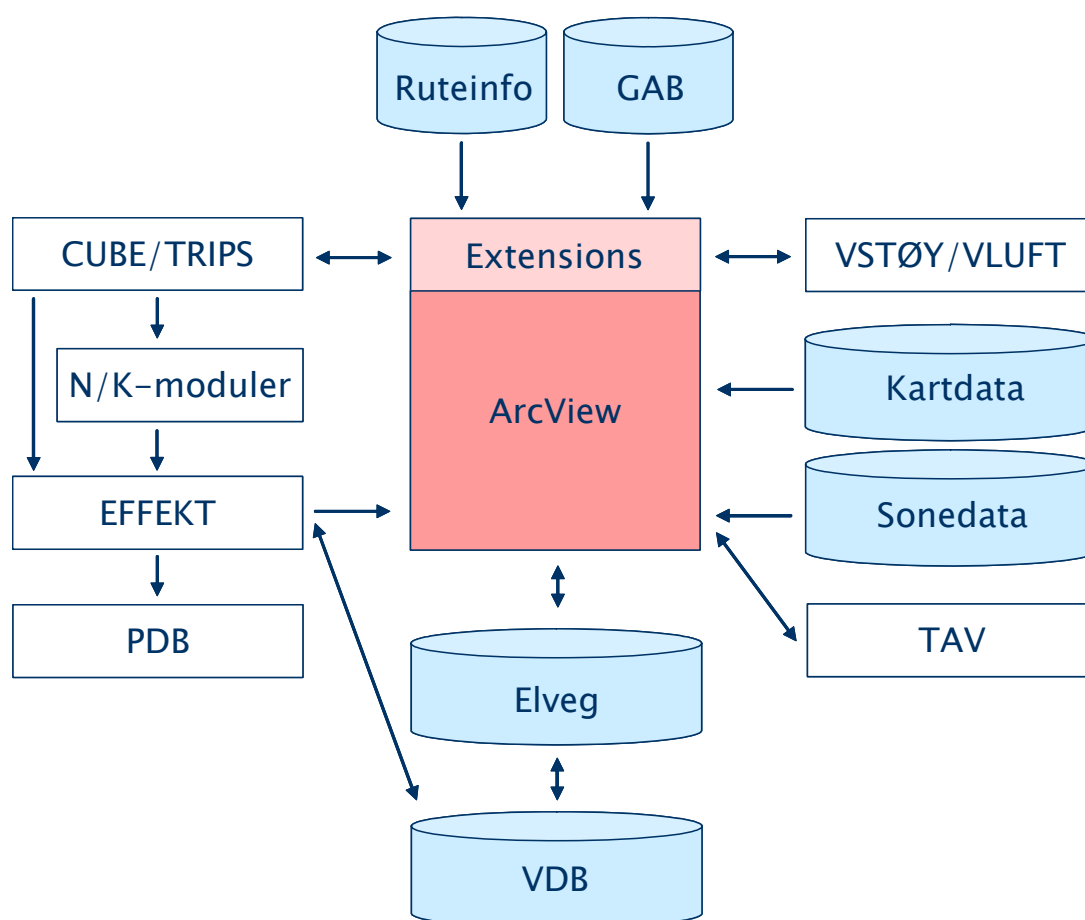 Ruteinfo
GAB
CUBE/TRIPS
Extensions
VSTØY/VLUFT
N/K-moduler
ArcView
Kartdata
EFFEKT
Sonedata
PDB
TAV
Elveg
VDB